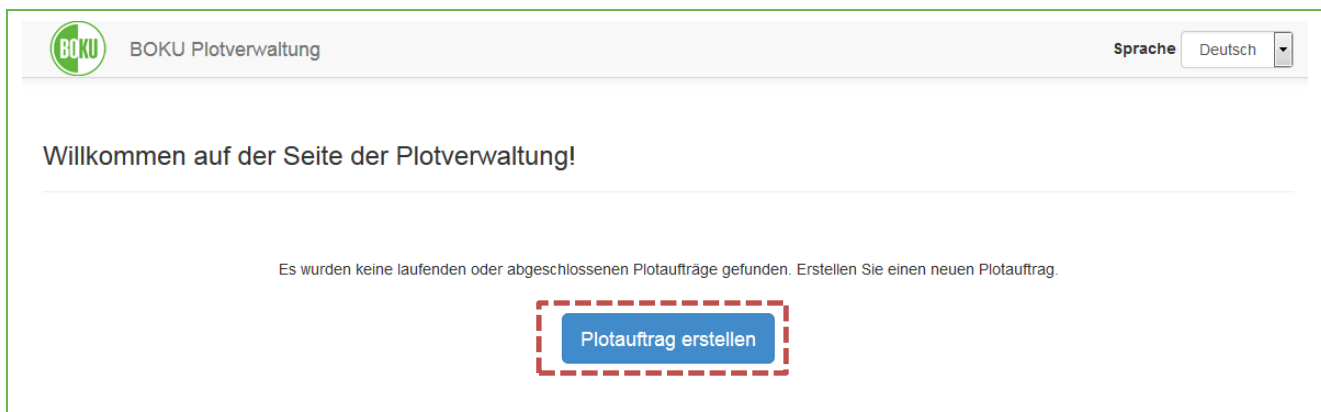 BOKU BOKU Plotverwaltung Sprache Deutsch
Willkommen auf der Seite der Plotverwaltung!
Es wurden keine laufenden oder abgeschlossenen Plotaufträge gefunden. Erstellen Sie einen neuen Plotauftrag.
Plotauftrag erstellen